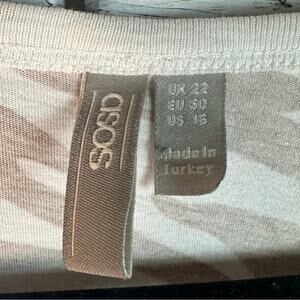 asos
UK 22
EU 50
US 18
Made In
Turkey